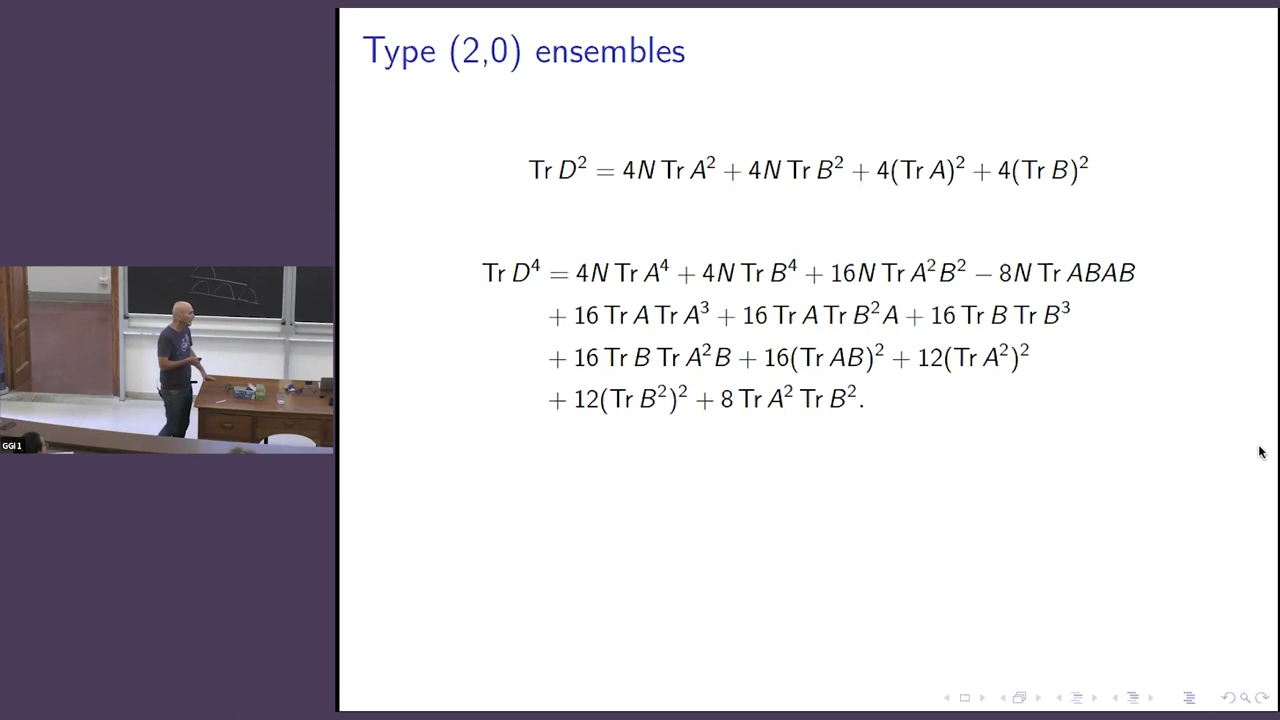 Type (2,0) ensembles
Tr D² = 4N Tr A² + 4N Tr B² + 4(Tr A)² + 4(Tr B)²
Tr D⁴ = 4N Tr A⁴ + 4N Tr B⁴ + 16N Tr A²B² − 8N Tr ABAB
+ 16 Tr A Tr A³ + 16 Tr A Tr B²A + 16 Tr B Tr B³
+ 16 Tr B Tr A²B + 16(Tr AB)² + 12(Tr A²)²
+ 12(Tr B²)² + 8 Tr A² Tr B².
GGI 1